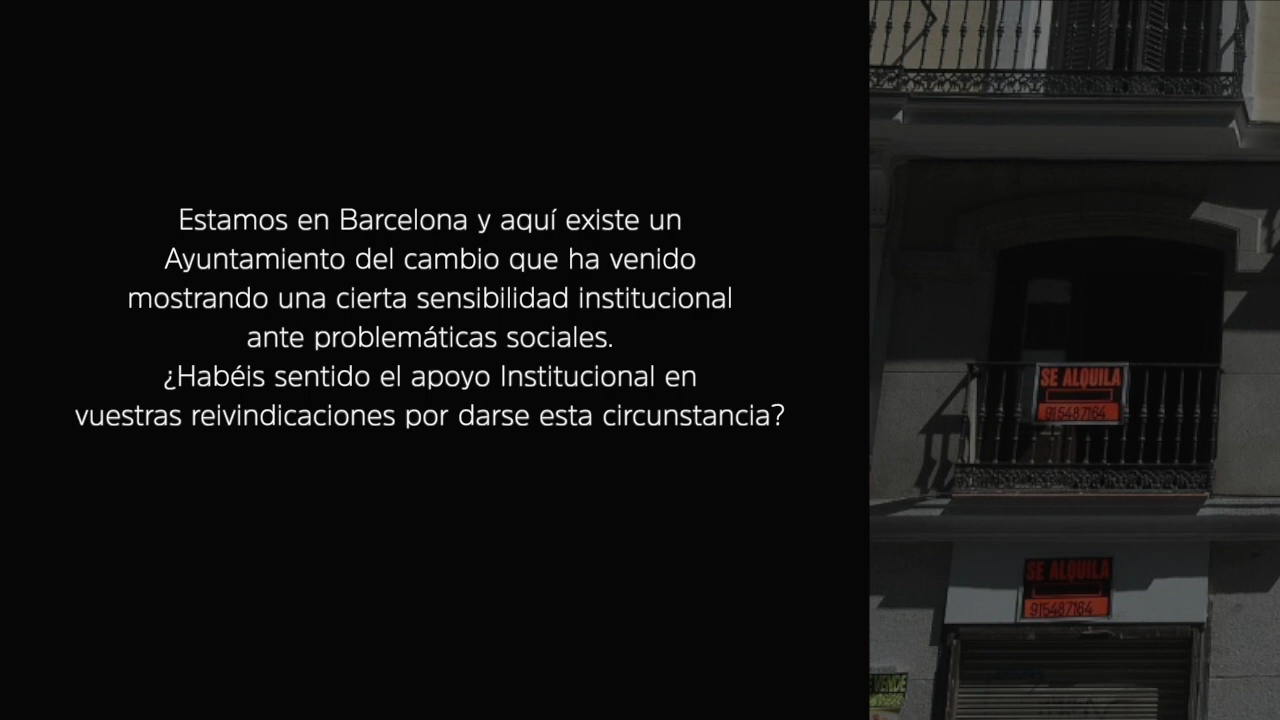 Estamos en Barcelona y aquí existe un
Ayuntamiento del cambio que ha venido
mostrando una cierta sensibilidad institucional
ante problemáticas sociales.
¿Habéis sentido el apoyo Institucional en
vuestras reivindicaciones por darse esta circunstancia?
SE ALQUILA
915487164
SE ALQUILA
915487164
VENDE